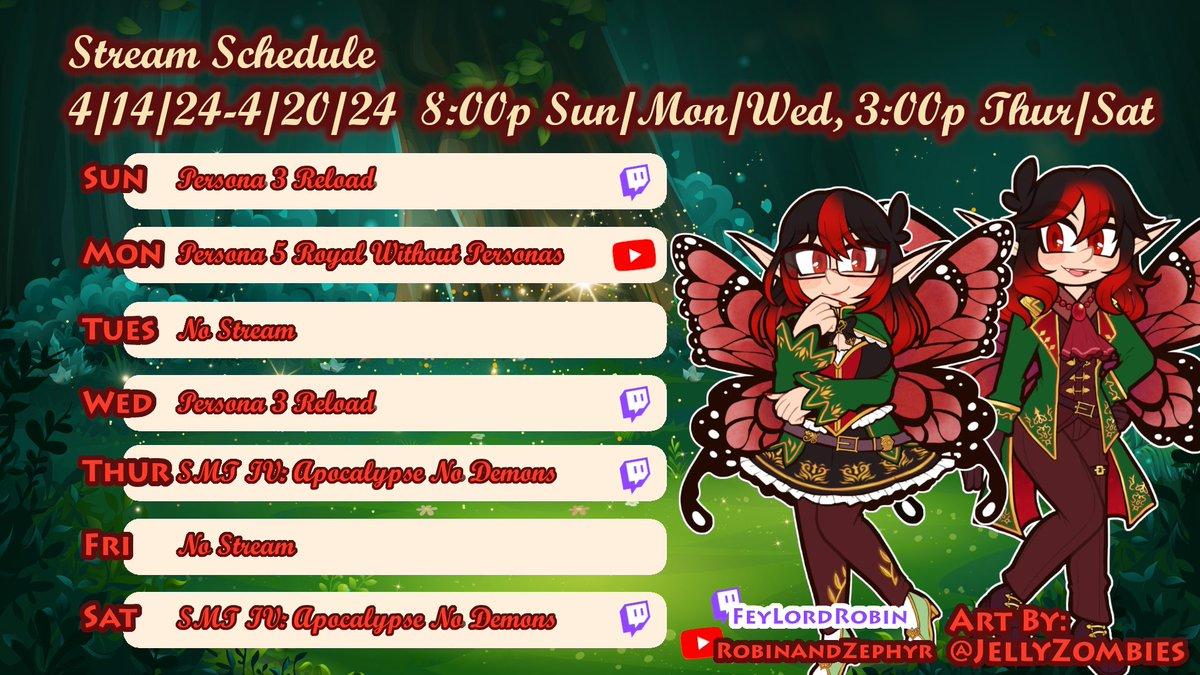 Stream Schedule
4/14/24-4/20/24 8:00p Sun/Mon/Wed, 3:00p Thur/Sat
Sun Persona 3 Reload
Mon Persona 5 Royal Without Personas
Tues No Stream
Wed Persona 3 Reload
Thur SMT IV: Apocalypse No Demons
Fri No Stream
Sat SMT IV: Apocalypse No Demons
FeyLordRobin
RobinandZephyr
Art By:
@JellyZombies